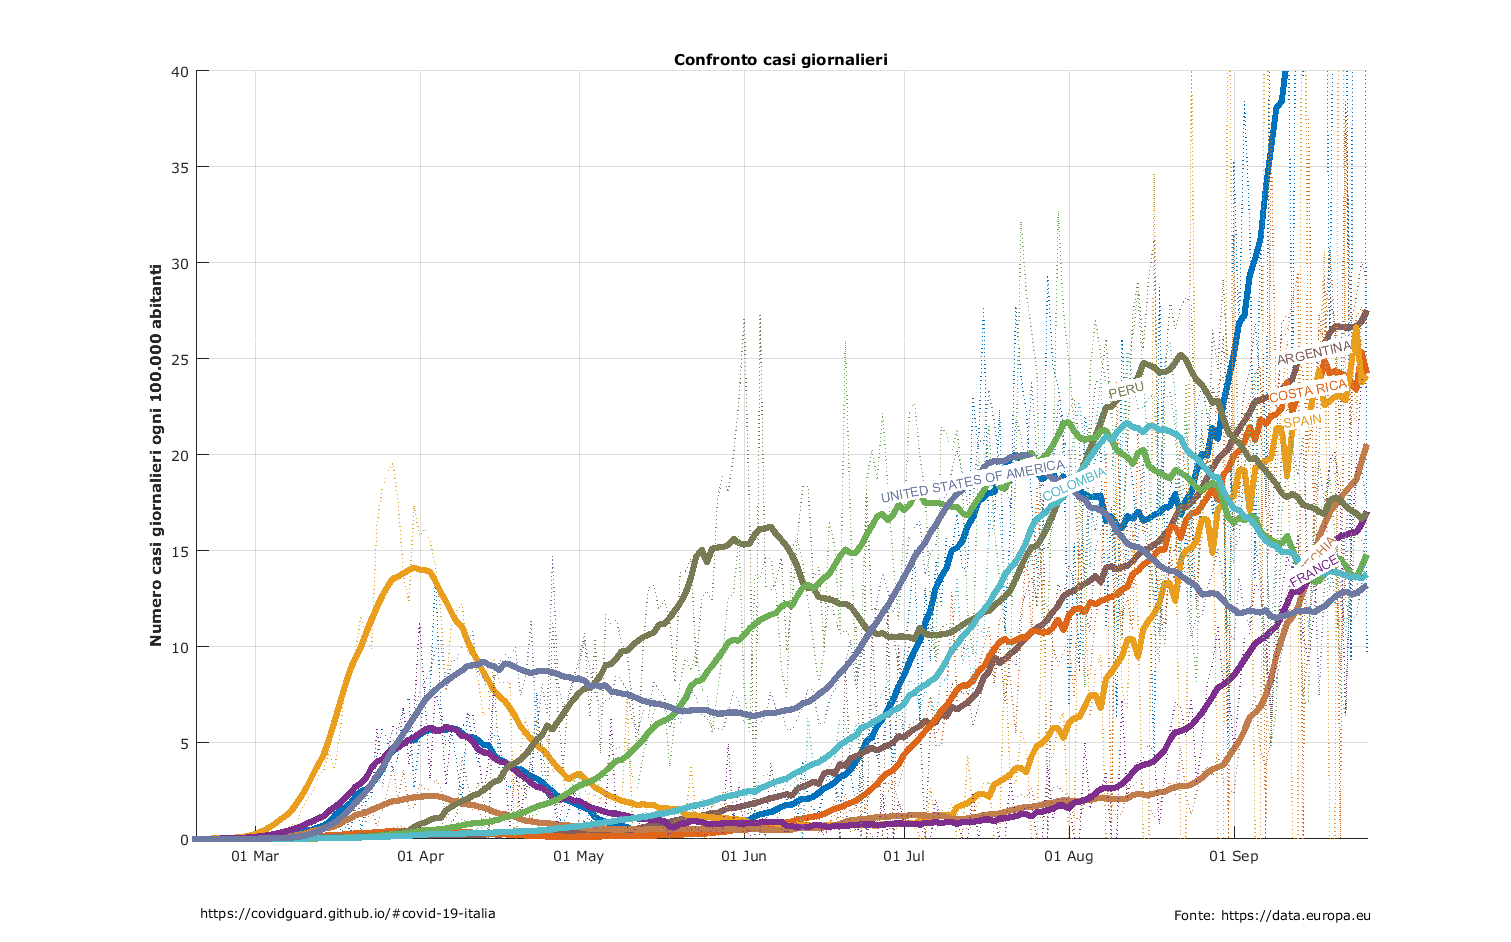 Confronto casi giornalieri
Numero casi giornalieri ogni 100.000 abitanti
40
35
30
25
20
15
10
5
0
ARGENTINA
PERU
COSTA RICA
SPAIN
UNITED STATES OF AMERICA
COLOMBIA
FRANCE
01 Mar
01 Apr
01 May
01 Jun
01 Jul
01 Aug
01 Sep
https://covidguard.github.io/#covid-19-italia
Fonte: https://data.europa.eu